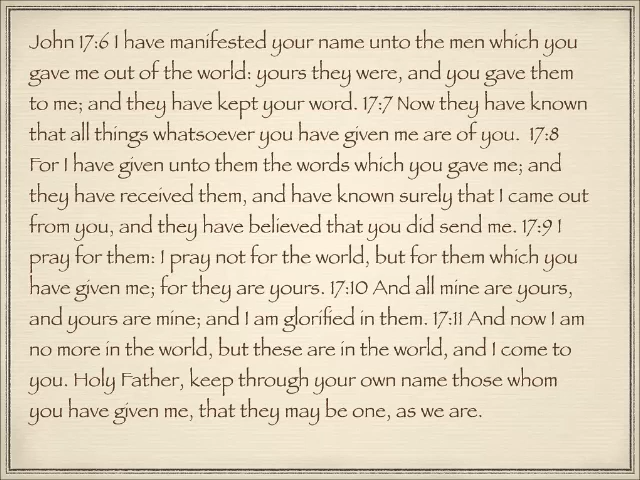 John 17:6 I have manifested your name unto the men which you
gave me out of the world: yours they were, and you gave them
to me; and they have kept your word. 17:7 Now they have known
that all things whatsoever you have given me are of you. 17:8
For I have given unto them the words which you gave me; and
they have received them, and have known surely that I came out
from you, and they have believed that you did send me. 17:9 I
pray for them: I pray not for the world, but for them which you
have given me; for they are yours. 17:10 And all mine are yours,
and yours are mine; and I am glorified in them. 17:11 And now I am
no more in the world, but these are in the world, and I come to
you. Holy Father, keep through your own name those whom
you have given me, that they may be one, as we are.